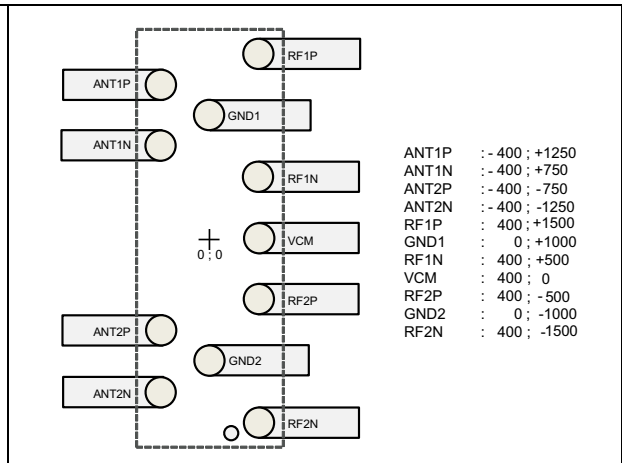 RF1P
ANT1P
GND1
ANT1N
RF1N
VCM
0 ; 0
RF2P
ANT2P
GND2
ANT2N
RF2N
ANT1P : - 400 ; +1250
ANT1N : - 400 ; +750
ANT2P : - 400 ; -750
ANT2N : - 400 ; -1250
RF1P : 400 ; +1500
GND1 : 0 ; +1000
RF1N : 400 ; +500
VCM : 400 ; 0
RF2P : 400 ; - 500
GND2 : 0 ; -1000
RF2N : 400 ; -1500